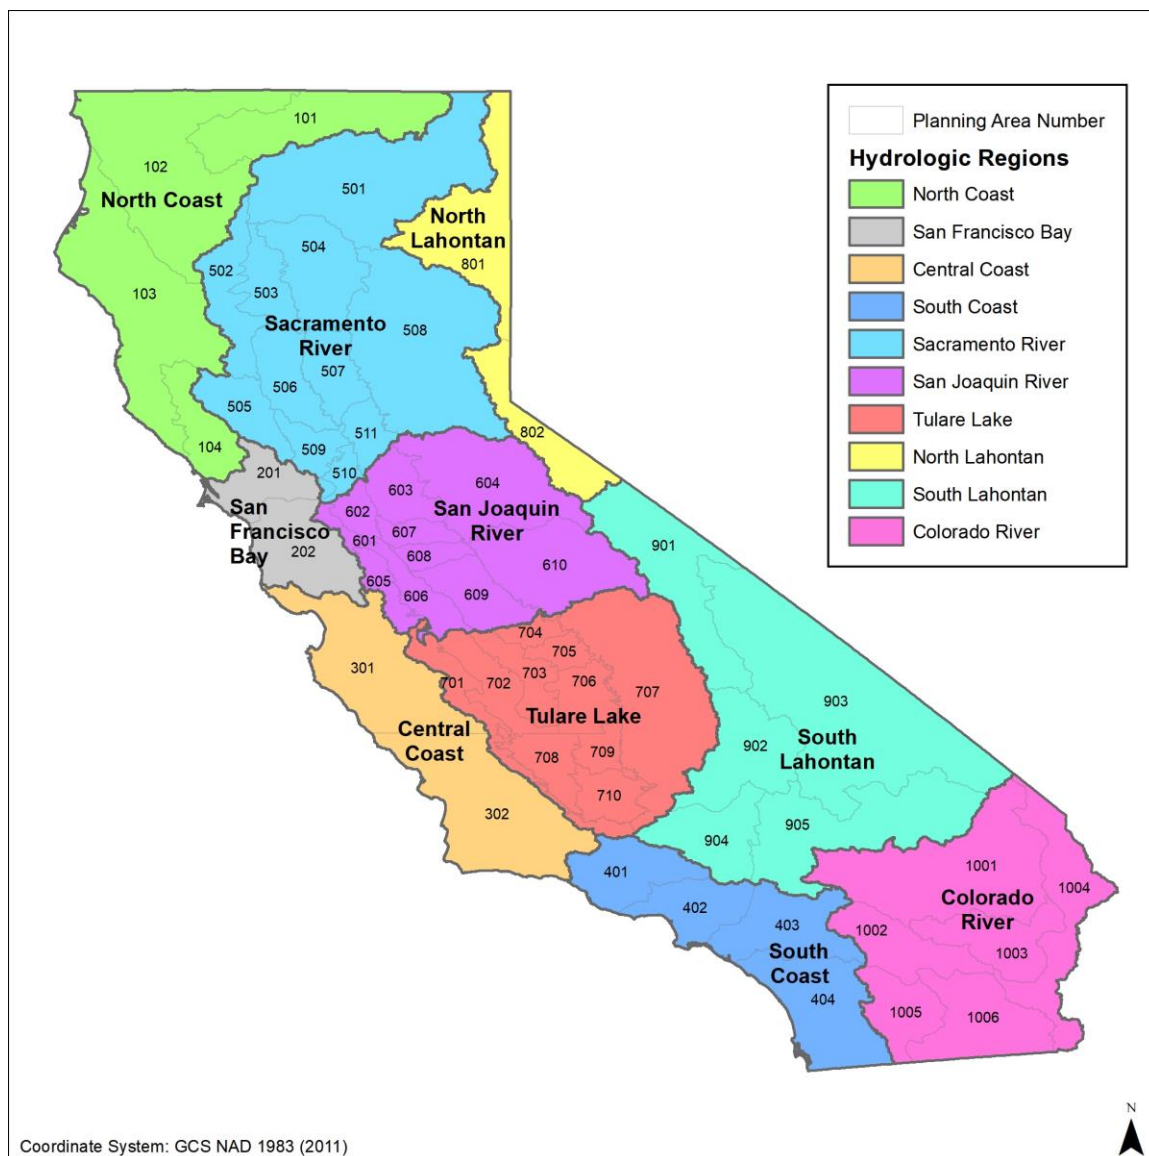 Planning Area Number
Hydrologic Regions
North Coast
San Francisco Bay
Central Coast
South Coast
Sacramento River
San Joaquin River
Tulare Lake
North Lahontan
South Lahontan
Colorado River
101
102
North Coast
103
104
501
502
503
504
Sacramento
River
505
506
507
508
509
510
511
North
Lahontan
801
802
201
San
Francisco
Bay
202
601
602
603
604
San Joaquin
River
605
606
607
608
609
610
701
702
703
704
705
706
707
Tulare Lake
708
709
710
301
Central
Coast
302
901
902
903
South
Lahontan
904
905
401
402
403
South
Coast
404
1001
1002
Colorado
River
1003
1004
1005
1006
N
Coordinate System: GCS NAD 1983 (2011)